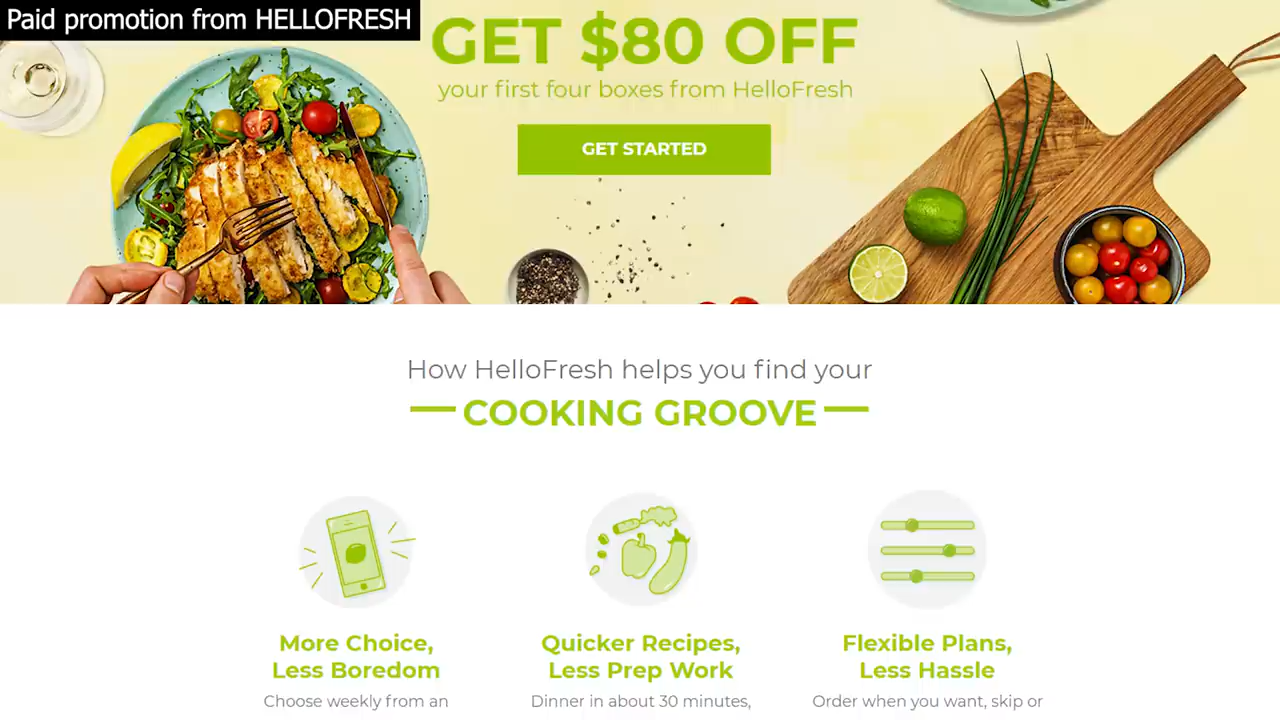 Paid promotion from HELLOFRESH
GET $80 OFF
your first four boxes from HelloFresh
GET STARTED
How HelloFresh helps you find your
COOKING GROOVE
More Choice,
Less Boredom
Choose weekly from an
Quicker Recipes,
Less Prep Work
Dinner in about 30 minutes,
Flexible Plans,
Less Hassle
Order when you want, skip or